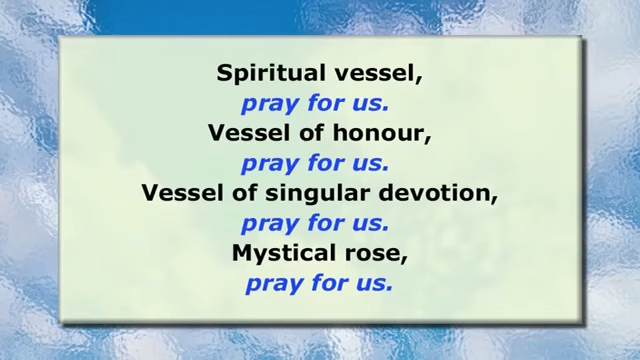 Spiritual vessel,
pray for us.
Vessel of honour,
pray for us.
Vessel of singular devotion,
pray for us.
Mystical rose,
pray for us.